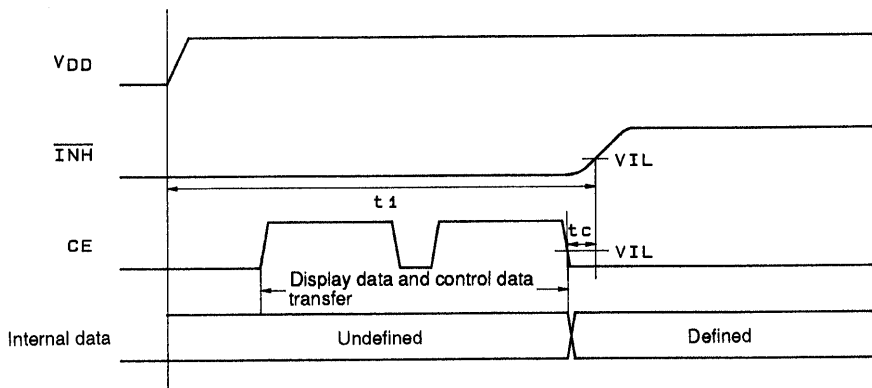 VDD
INH
VIL
t1
CE
tc
VIL
Display data and control data
transfer
Internal data
Undefined
Defined